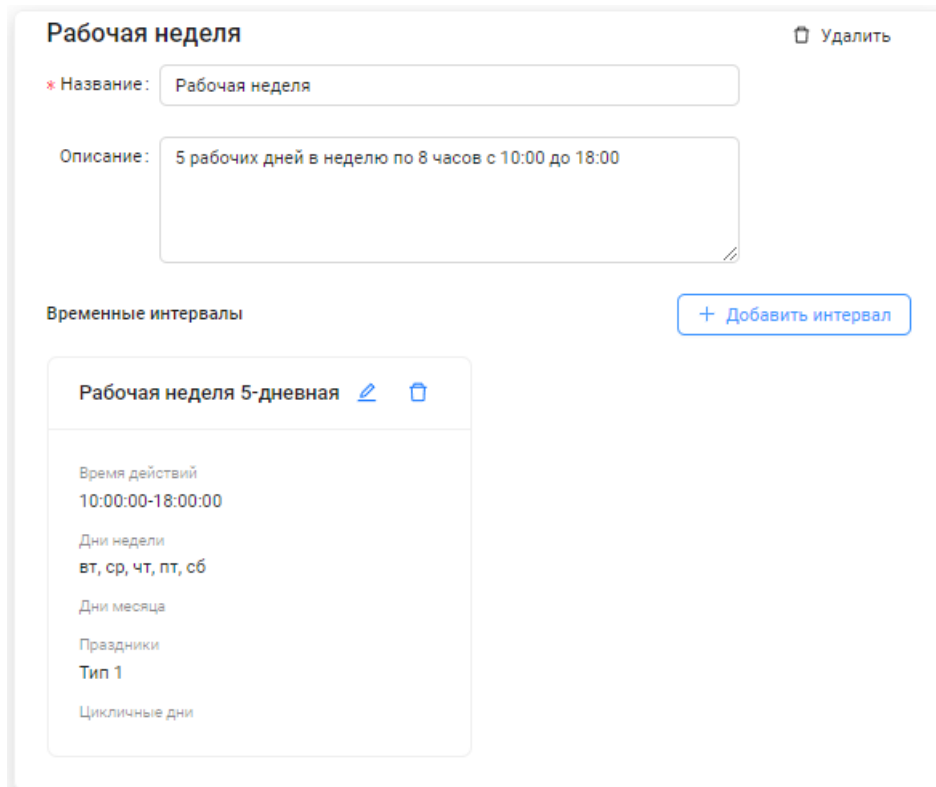 Рабочая неделя
Удалить
* Название: Рабочая неделя
Описание: 5 рабочих дней в неделю по 8 часов с 10:00 до 18:00
Временные интервалы
+ Добавить интервал
Рабочая неделя 5-дневная
Время действий
10:00:00-18:00:00
Дни недели
вт, ср, чт, пт, сб
Дни месяца
Праздники
Тип 1
Цикличные дни